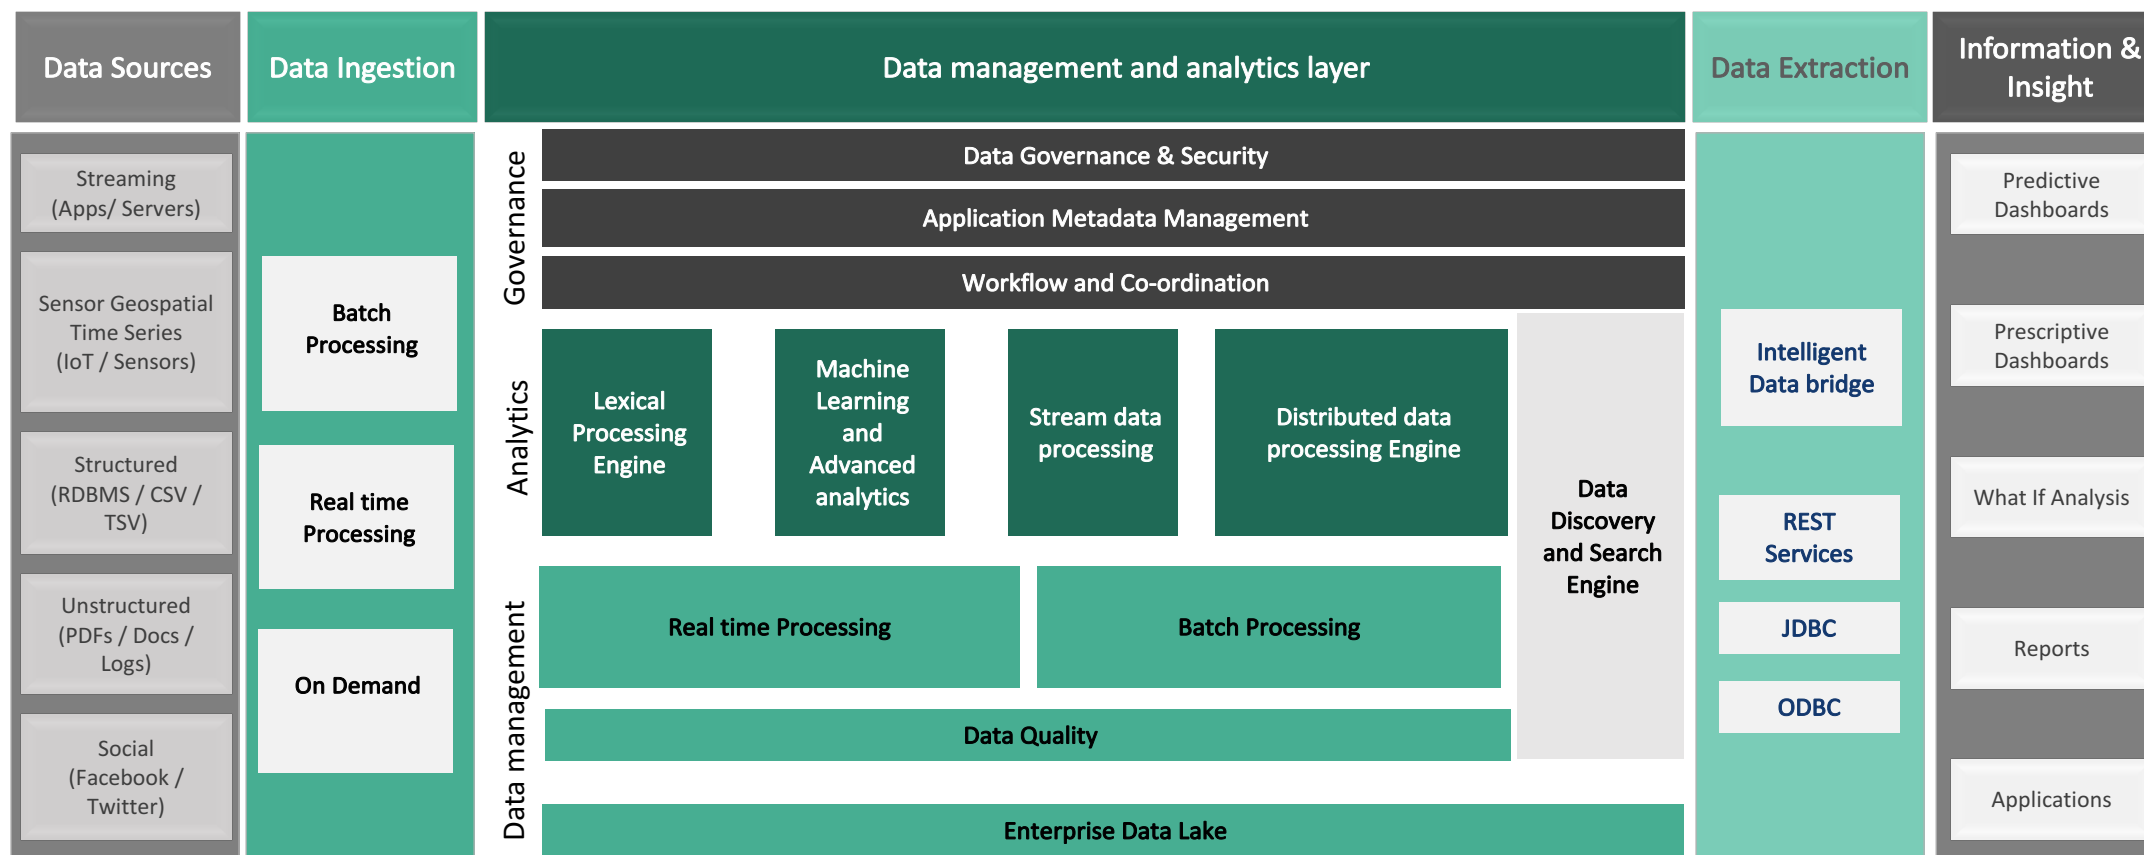 Data Sources
Data Ingestion
Data management and analytics layer
Data Extraction
Information &
Insight
Streaming
(Apps/ Servers)
Sensor Geospatial
Time Series
(IoT / Sensors)
Structured
(RDBMS / CSV /
TSV)
Unstructured
(PDFs / Docs /
Logs)
Social
(Facebook /
Twitter)
Batch
Processing
Real time
Processing
On Demand
Governance
Data Governance & Security
Application Metadata Management
Workflow and Co-ordination
Analytics
Lexical
Processing
Engine
Machine
Learning
and
Advanced
analytics
Stream data
processing
Distributed data
processing Engine
Data
Discovery
and Search
Engine
Data management
Real time Processing
Batch Processing
Data Quality
Enterprise Data Lake
Intelligent
Data bridge
REST
Services
JDBC
ODBC
Predictive
Dashboards
Prescriptive
Dashboards
What If Analysis
Reports
Applications